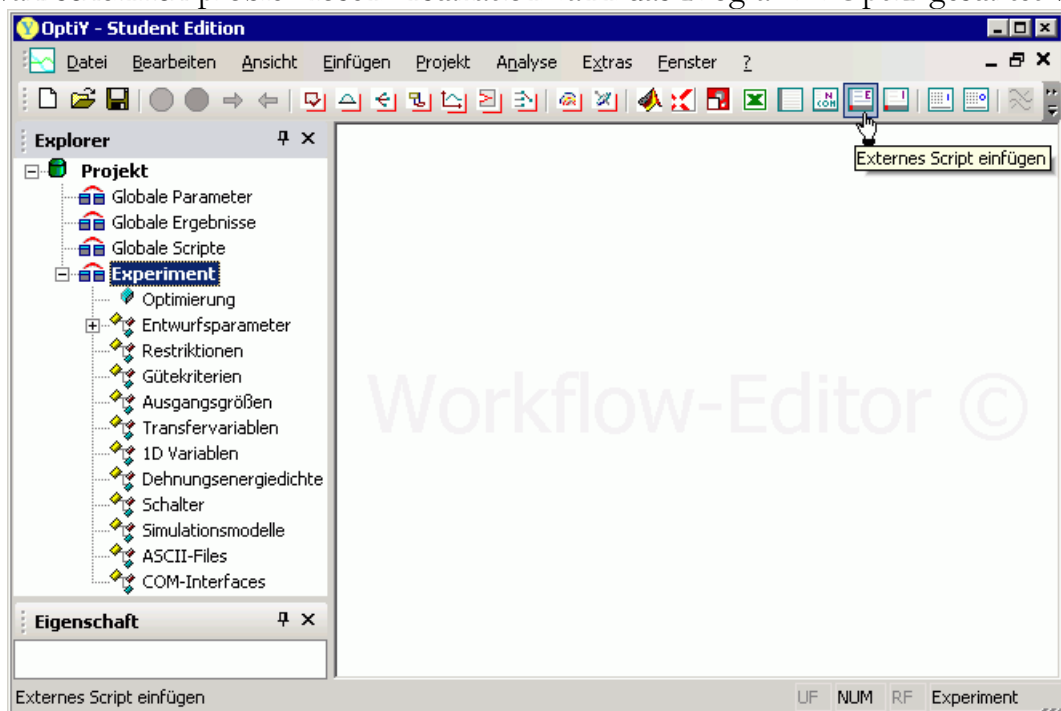 OptiY - Student Edition
Datei Bearbeiten Ansicht Einfügen Projekt Analyse Extras Fenster ?
Explorer
Externes Script einfügen
Projekt
Globale Parameter
Globale Ergebnisse
Globale Scripte
Experiment
Optimierung
Entwurfsparameter
Restriktionen
Gütekriterien
Ausgangsgrößen
Transfervariablen
1D Variablen
Dehnungsenergiedichte
Schalter
Simulationsmodelle
ASCII-Files
COM-Interfaces
Workflow-Editor ©
Eigenschaft
Externes Script einfügen UF NUM RF Experiment